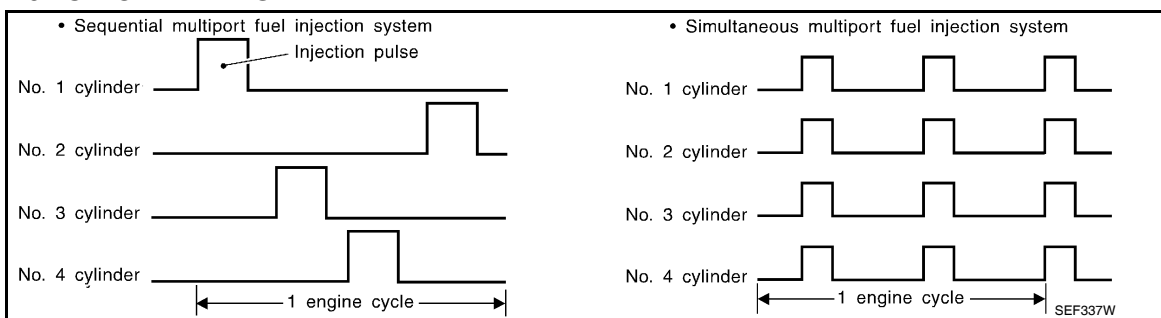 • Sequential multiport fuel injection system
Injection pulse
No. 1 cylinder
No. 2 cylinder
No. 3 cylinder
No. 4 cylinder
1 engine cycle
• Simultaneous multiport fuel injection system
No. 1 cylinder
No. 2 cylinder
No. 3 cylinder
No. 4 cylinder
1 engine cycle
SEF337W